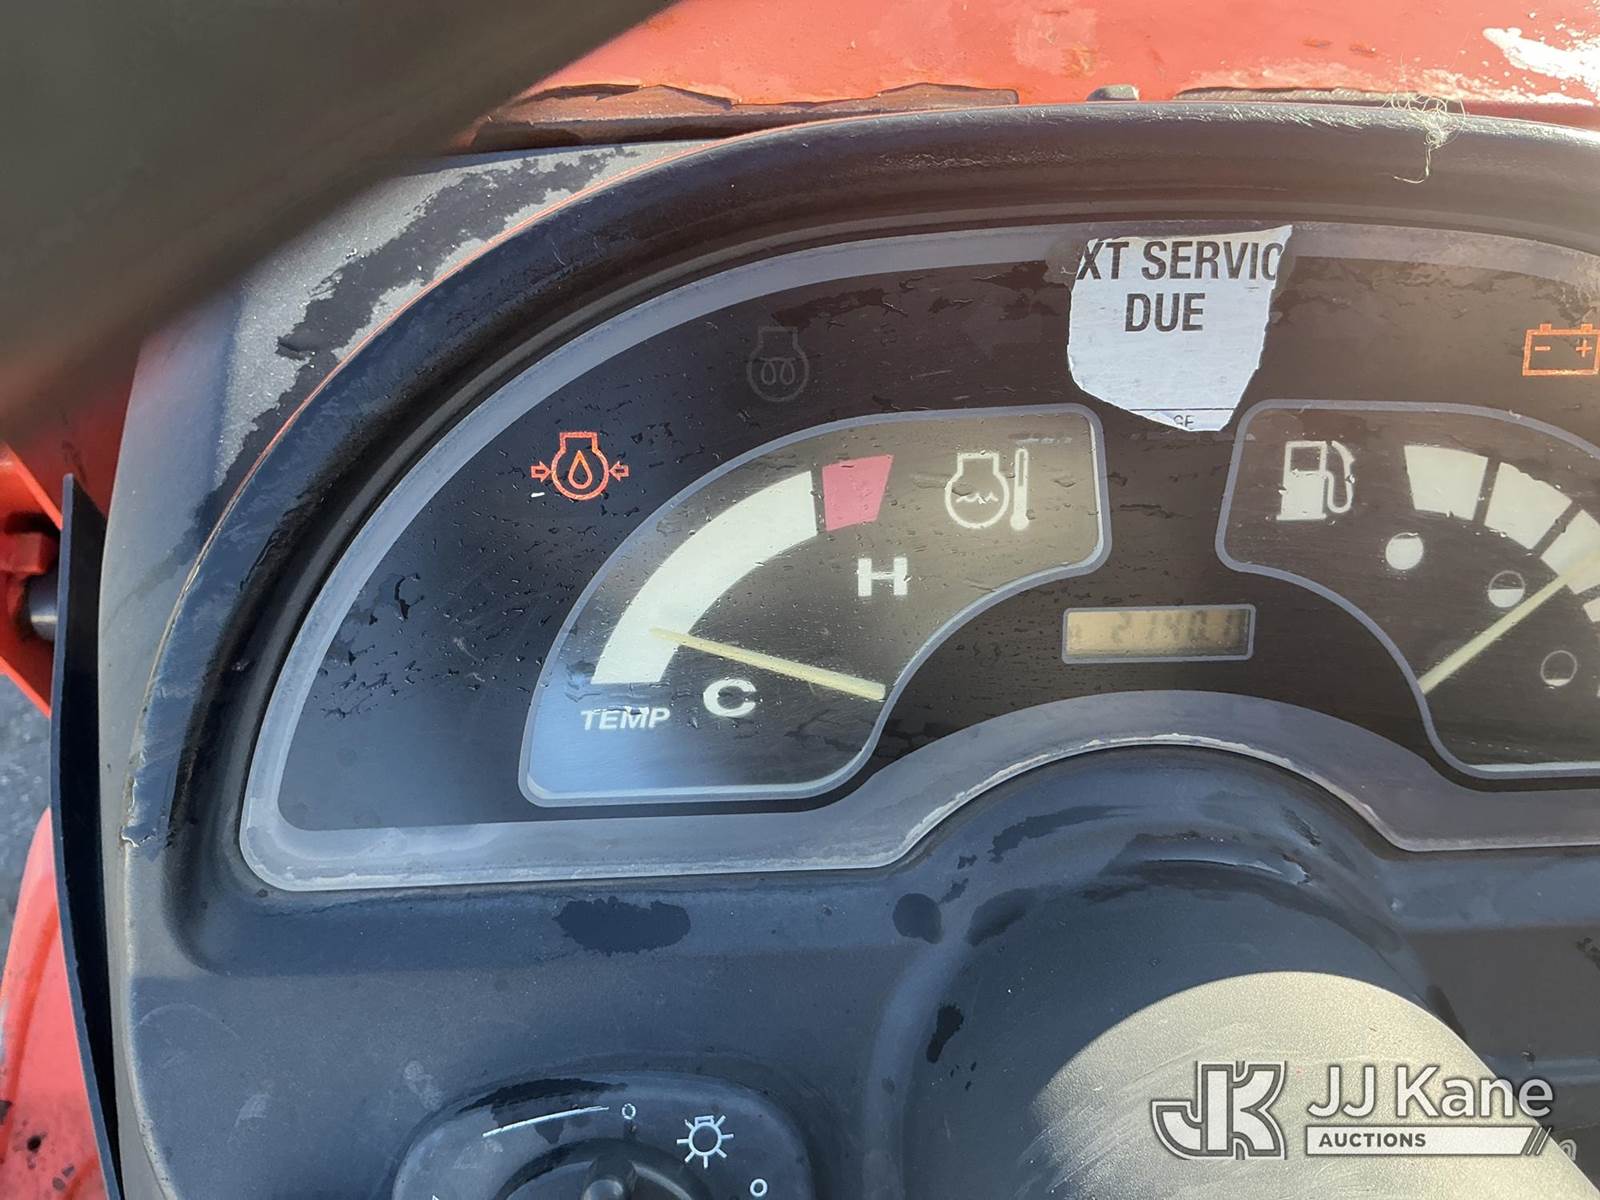 XT SERVIC
DUE
H
C
TEMP
JJ Kane
AUCTIONS